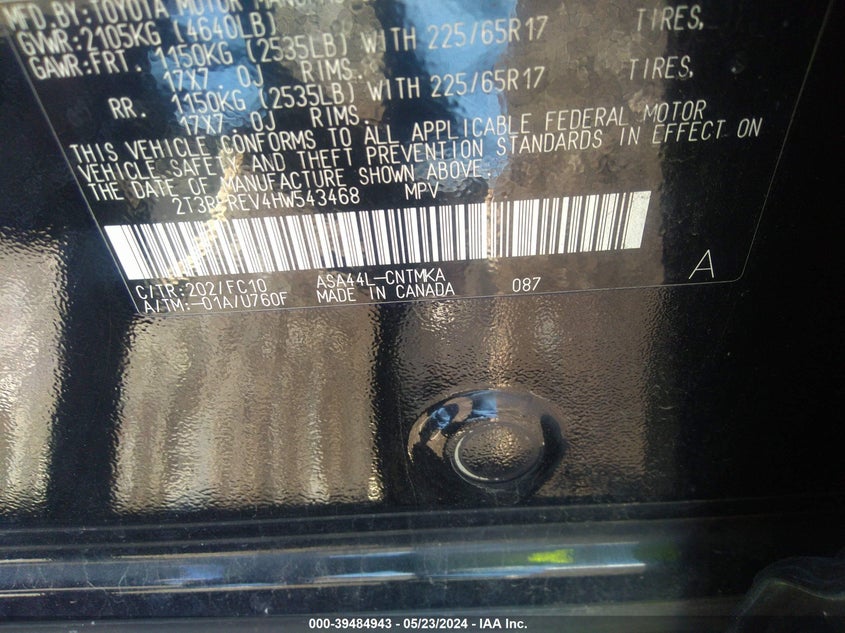 MFD.BY:TOYOTA MOTOR
GVWR:2105KG (4640LB)
GAWR:FRT. 1150KG (2535LB) WITH 225/65R17 TIRES,
17X7.0J RIMS.
RR. 1150KG (2535LB) WITH 225/65R17 TIRES,
17X7.0J RIMS.
THIS VEHICLE CONFORMS TO ALL APPLICABLE FEDERAL MOTOR
VEHICLE SAFETY AND THEFT PREVENTION STANDARDS IN EFFECT ON
THE DATE OF MANUFACTURE SHOWN ABOVE.
MPV
C/TR:202/FC10 ASA44L-CNTMKA
A/TM:-01A/U760F MADE IN CANADA 087
A
000-39484943 - 05/23/2024 - IAA Inc.